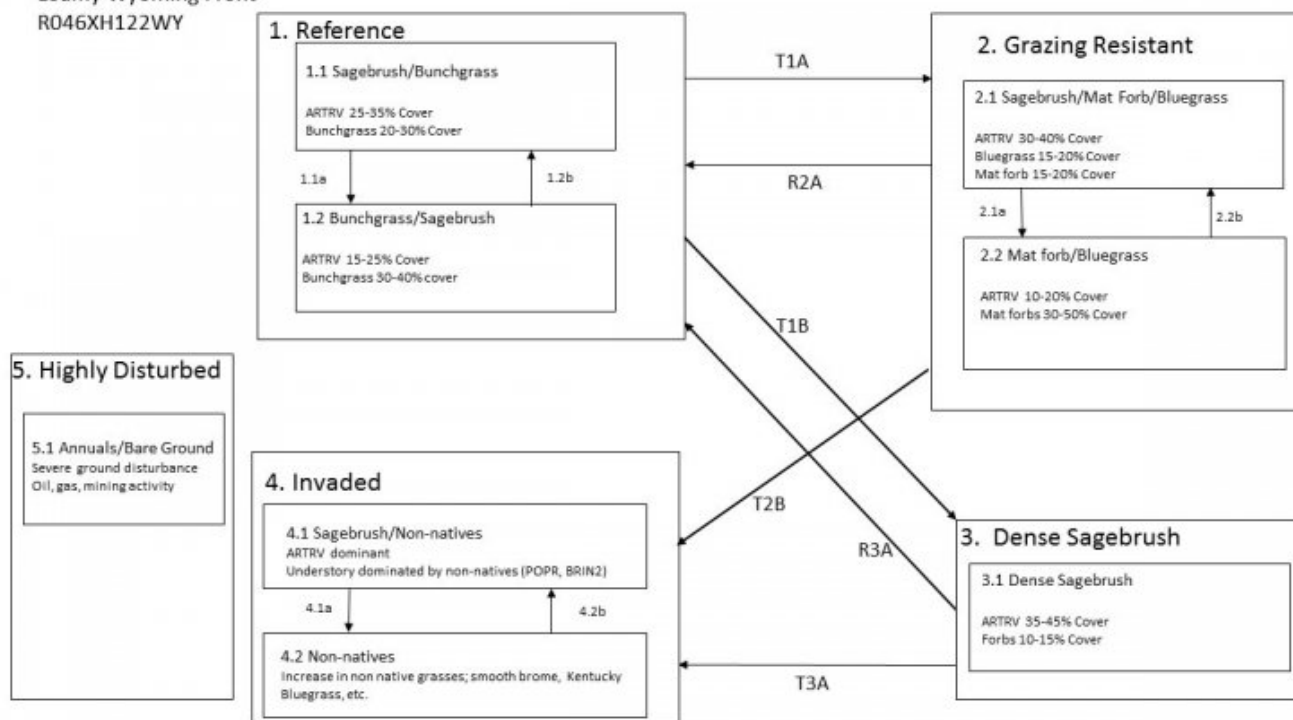 R046XH122WY
1. Reference
1.1 Sagebrush/Bunchgrass
ARTRV 25-35% Cover
Bunchgrass 20-30% Cover
1.1a
1.2b
1.2 Bunchgrass/Sagebrush
ARTRV 15-25% Cover
Bunchgrass 30-40% cover
T1A
R2A
2. Grazing Resistant
2.1 Sagebrush/Mat Forb/Bluegrass
ARTRV 30-40% Cover
Bluegrass 15-20% Cover
Mat forb 15-20% Cover
2.1a
2.2b
2.2 Mat forb/Bluegrass
ARTRV 10-20% Cover
Mat forbs 30-50% Cover
T1B
T2B
R3A
T3A
5. Highly Disturbed
5.1 Annuals/Bare Ground
Severe ground disturbance
Oil, gas, mining activity
4. Invaded
4.1 Sagebrush/Non-natives
ARTRV dominant
Understory dominated by non-natives (POPR, BRIN2)
4.1a
4.2b
4.2 Non-natives
Increase in non native grasses; smooth brome, Kentucky
Bluegrass, etc.
3. Dense Sagebrush
3.1 Dense Sagebrush
ARTRV 35-45% Cover
Forbs 10-15% Cover